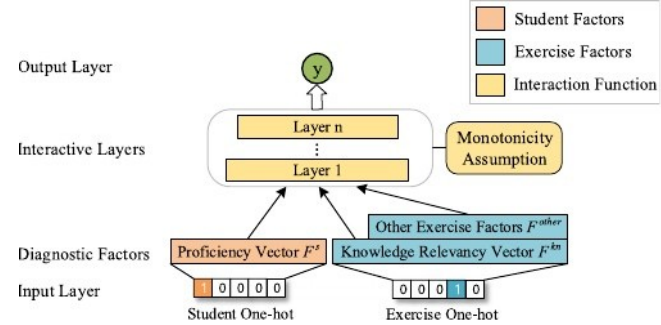 Student Factors
Exercise Factors
Interaction Function
Output Layer
y
Interactive Layers
Layer n
⋮
Layer 1
Monotonicity
Assumption
Other Exercise Factors F^other
Diagnostic Factors
Proficiency Vector F^s
Knowledge Relevancy Vector F^kn
Input Layer
1 0 0 0 0
0 0 0 1 0
Student One-hot
Exercise One-hot